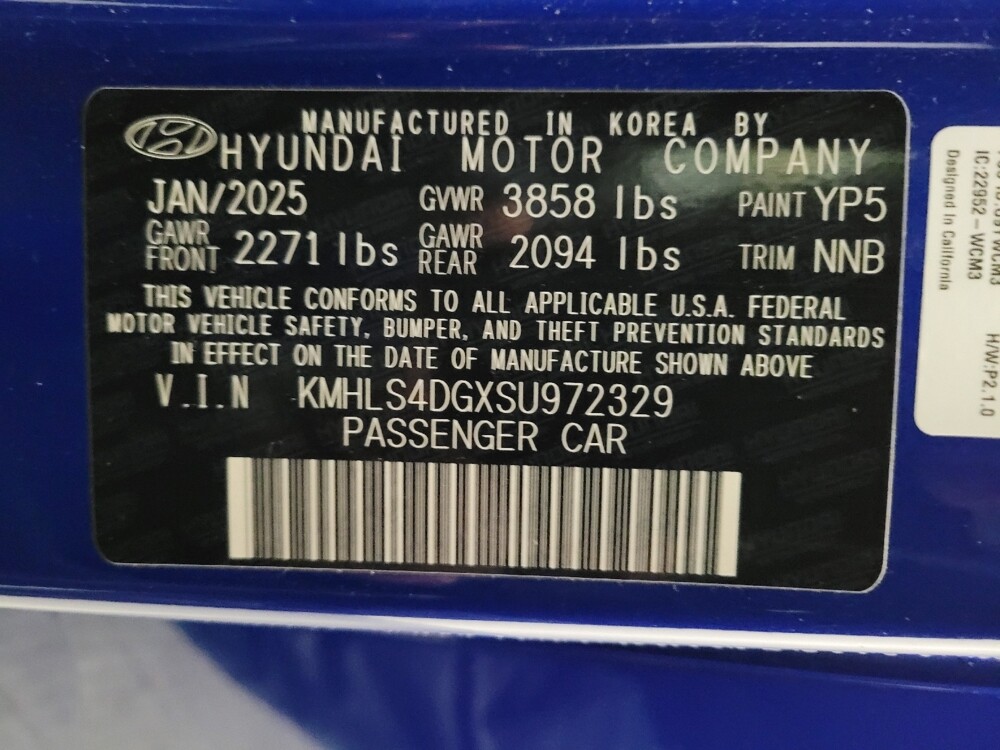 MANUFACTURED IN KOREA BY
HYUNDAI MOTOR COMPANY
JAN/2025 GVWR 3858 lbs PAINT YP5
GAWR FRONT 2271 lbs GAWR REAR 2094 lbs TRIM NNB
THIS VEHICLE CONFORMS TO ALL APPLICABLE U.S.A. FEDERAL
MOTOR VEHICLE SAFETY, BUMPER, AND THEFT PREVENTION STANDARDS
IN EFFECT ON THE DATE OF MANUFACTURE SHOWN ABOVE
V.I.N KMHLS4DGXSU972329
PASSENGER CAR
IC:22952-WCM3 H/W:P2.1.0
Designed In California